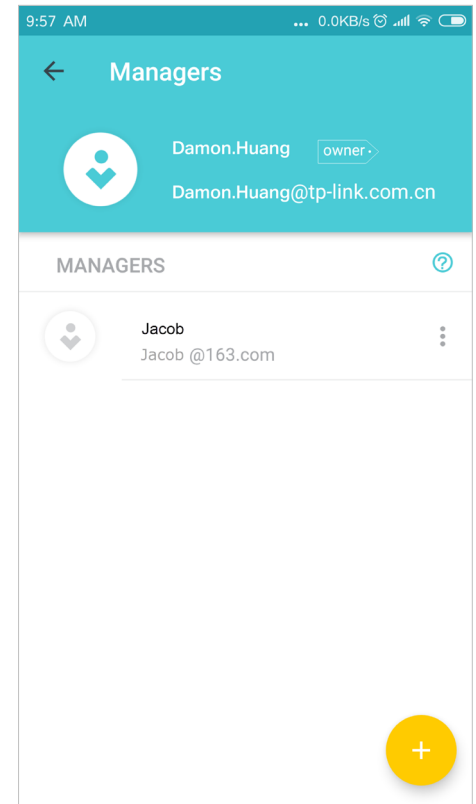 9:57 AM ... 0.0KB/s
Managers
Damon.Huang owner
Damon.Huang@tp-link.com.cn
MANAGERS ?
Jacob
Jacob @163.com
+